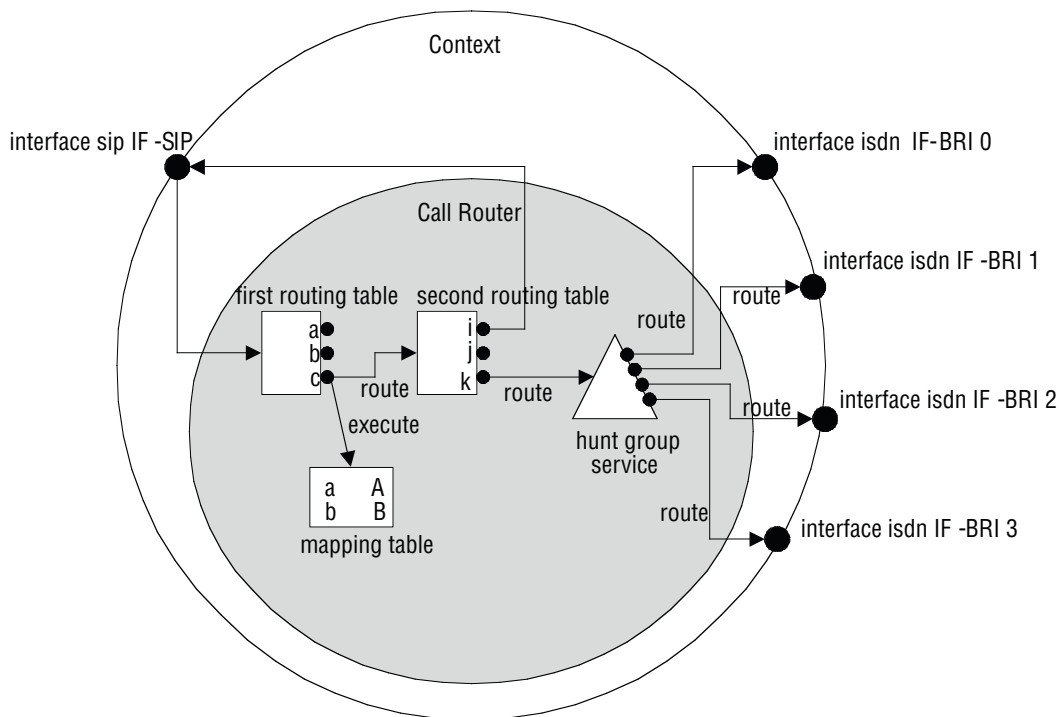 Context
interface sip IF -SIP
interface isdn IF-BRI 0
Call Router
interface isdn IF -BRI 1
first routing table
second routing table
route
route
a
b
c
i
j
k
route
route
execute
hunt group
service
interface isdn IF -BRI 2
route
a A
b B
mapping table
route
interface isdn IF -BRI 3